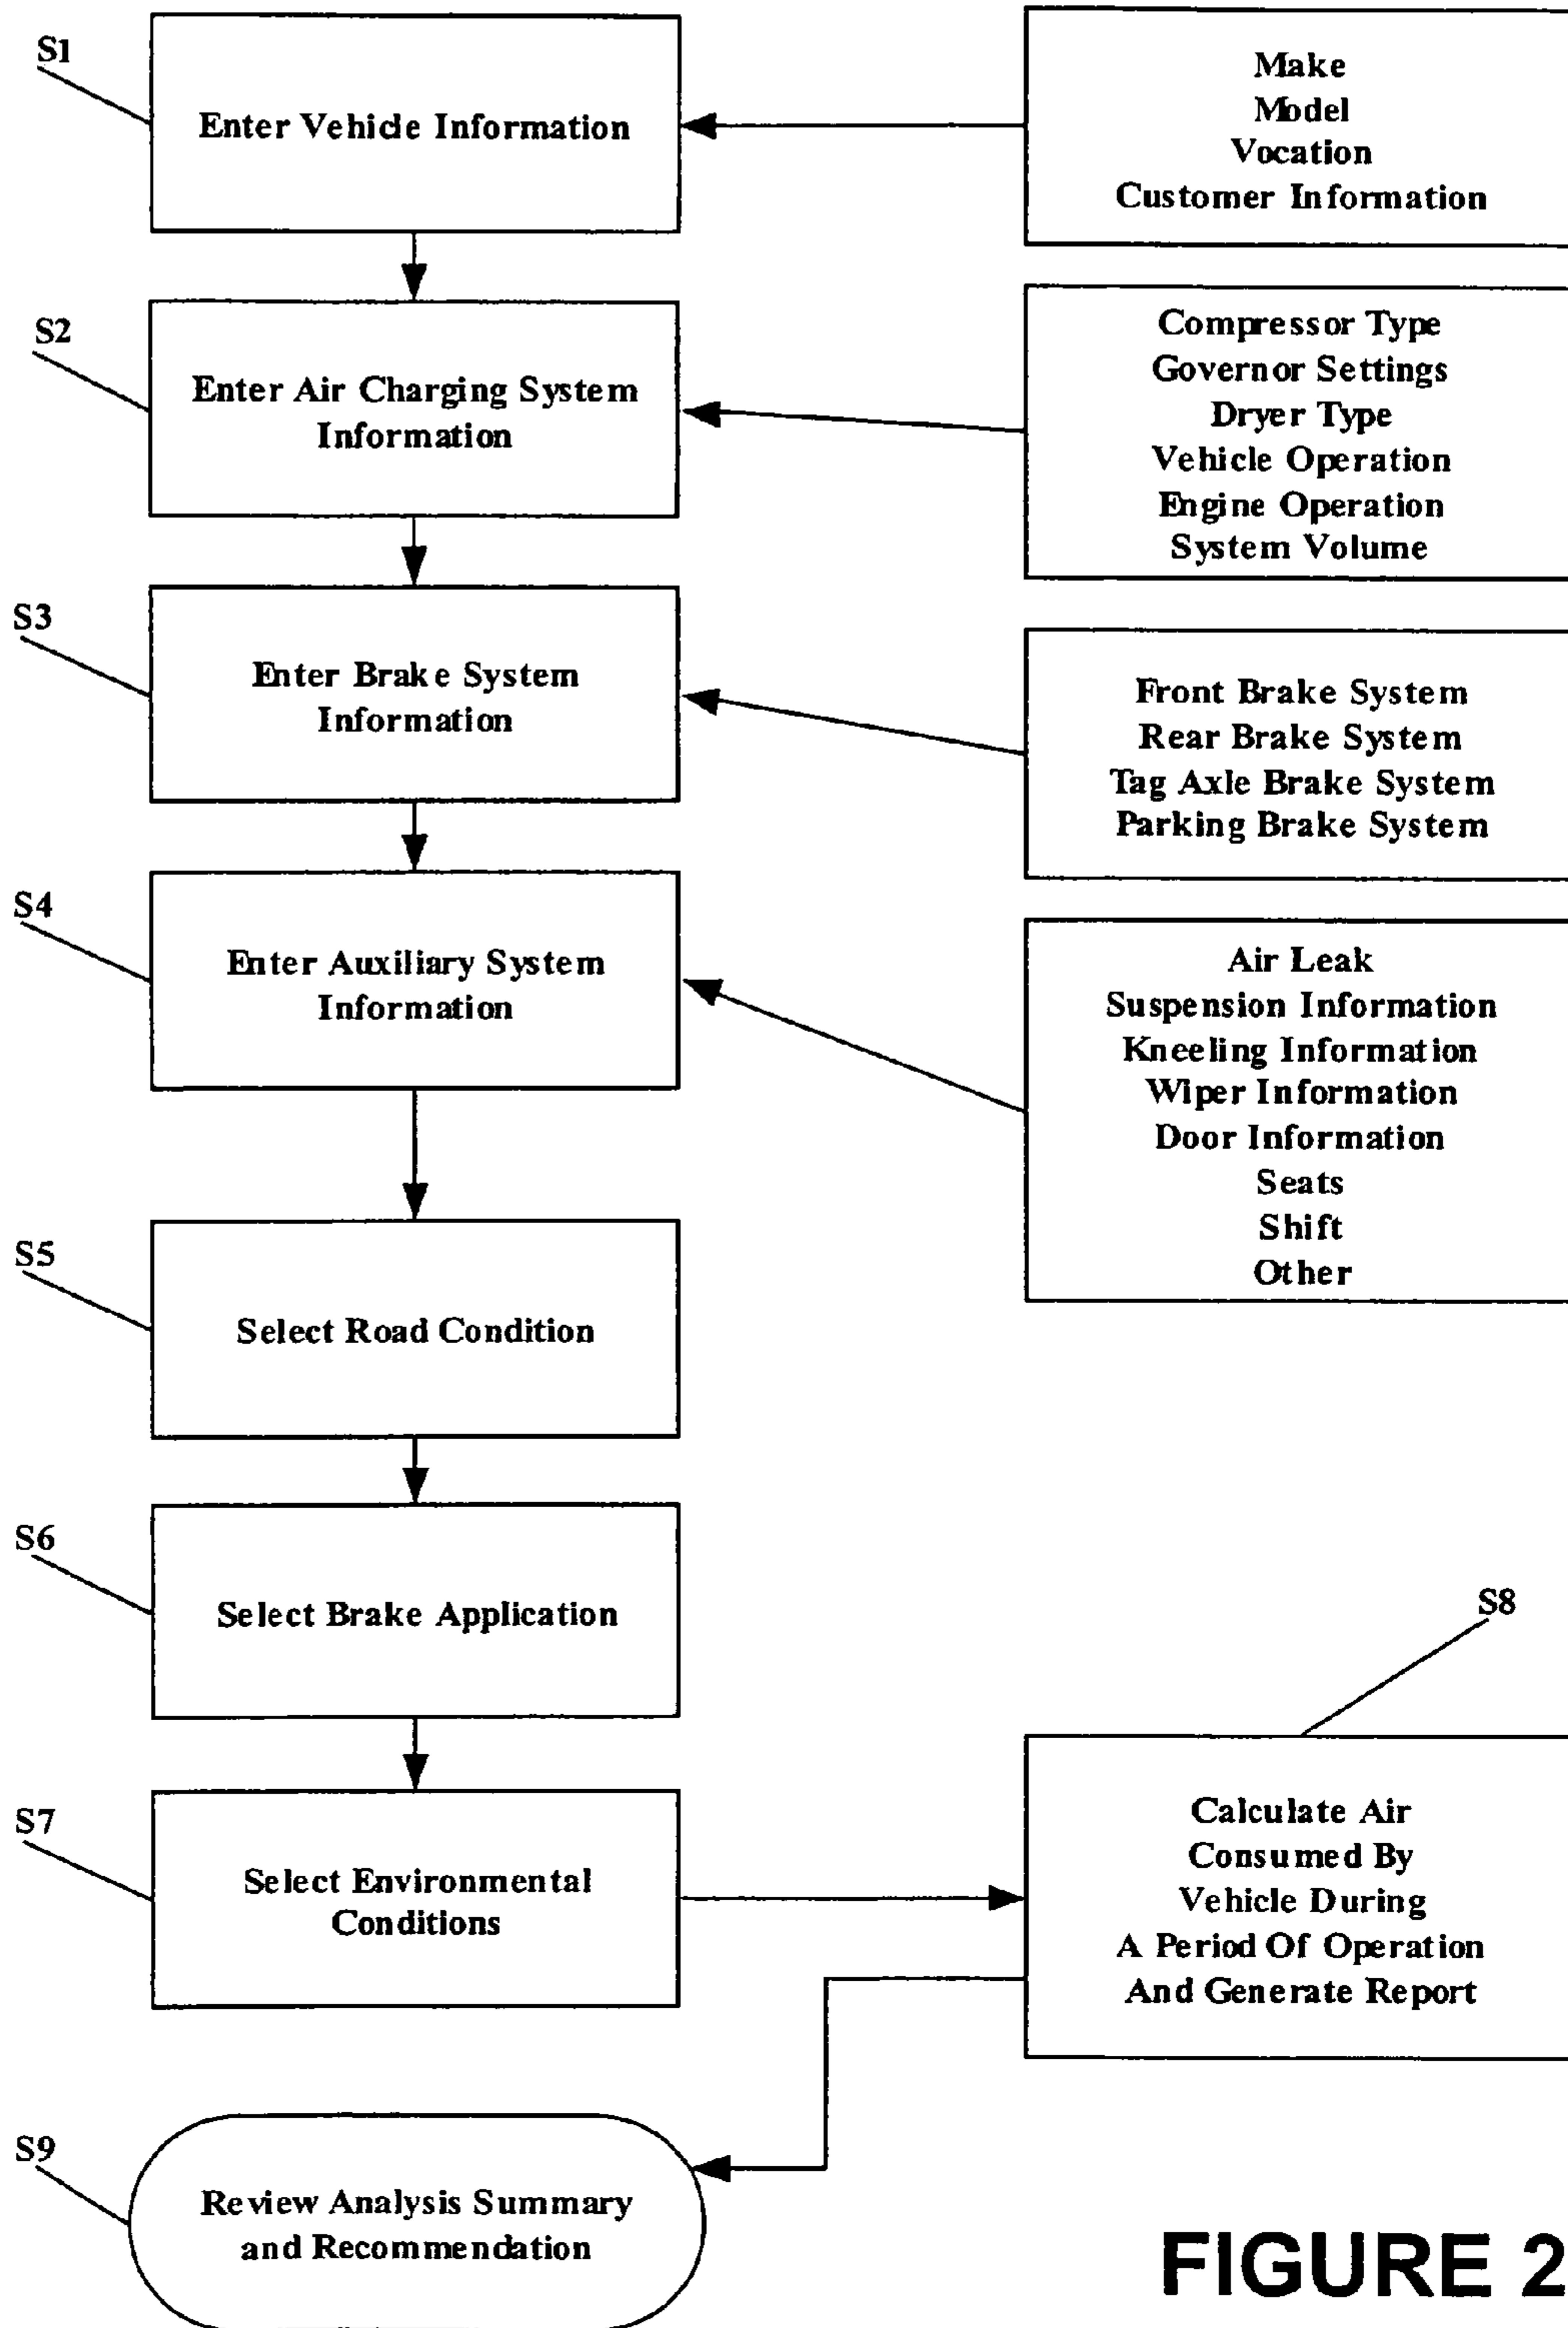 S1
Enter Vehicle Information
Make
Model
Vocation
Customer Information
S2
Enter Air Charging System
Information
Compressor Type
Governor Settings
Dryer Type
Vehicle Operation
Engine Operation
System Volume
S3
Enter Brake System
Information
Front Brake System
Rear Brake System
Tag Axle Brake System
Parking Brake System
S4
Enter Auxiliary System
Information
Air Leak
Suspension Information
Kneeling Information
Wiper Information
Door Information
Seats
Shift
Other
S5
Select Road Condition
S6
Select Brake Application
S7
Select Environmental
Conditions
S8
Calculate Air
Consumed By
Vehicle During
A Period Of Operation
And Generate Report
S9
Review Analysis Summary
and Recommendation
FIGURE 2